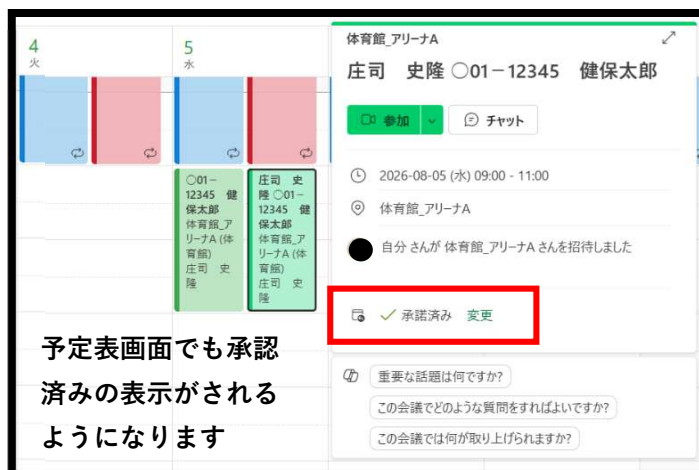 4
火
5
水
○01－
12345　健
保太郎
体育館_ア
リーナA (体
育館)
庄司　史
隆
庄司　史
隆 ○01－
12345　健
保太郎
体育館_ア
リーナA (体
育館)
庄司　史
隆
予定表画面でも承認
済みの表示がされる
ようになります
体育館_アリーナA
庄司　史隆 ○01－12345　健保太郎
参加
チャット
2026-08-05 (水) 09:00 - 11:00
体育館_アリーナA
自分 さんが 体育館_アリーナA さんを招待しました
承諾済み　変更
重要な話題は何ですか?
この会議でどのような質問をすればよいですか?
この会議では何が取り上げられますか?